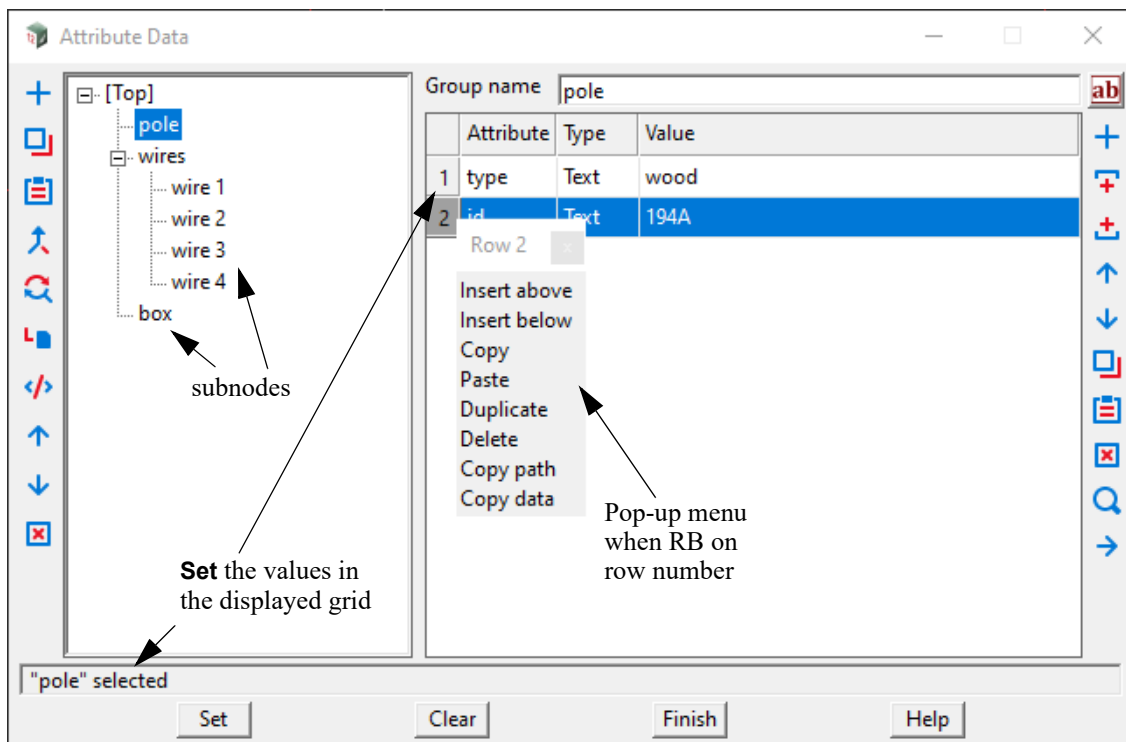 Attribute Data
[Top]
pole
wires
wire 1
wire 2
wire 3
wire 4
box
subnodes
Set the values in
the displayed grid
Group name pole
ab
Attribute Type Value
1 type Text wood
2 id Text 194A
Row 2 x
Insert above
Insert below
Copy
Paste
Duplicate
Delete
Copy path
Copy data
Pop-up menu
when RB on
row number
"pole" selected
Set Clear Finish Help